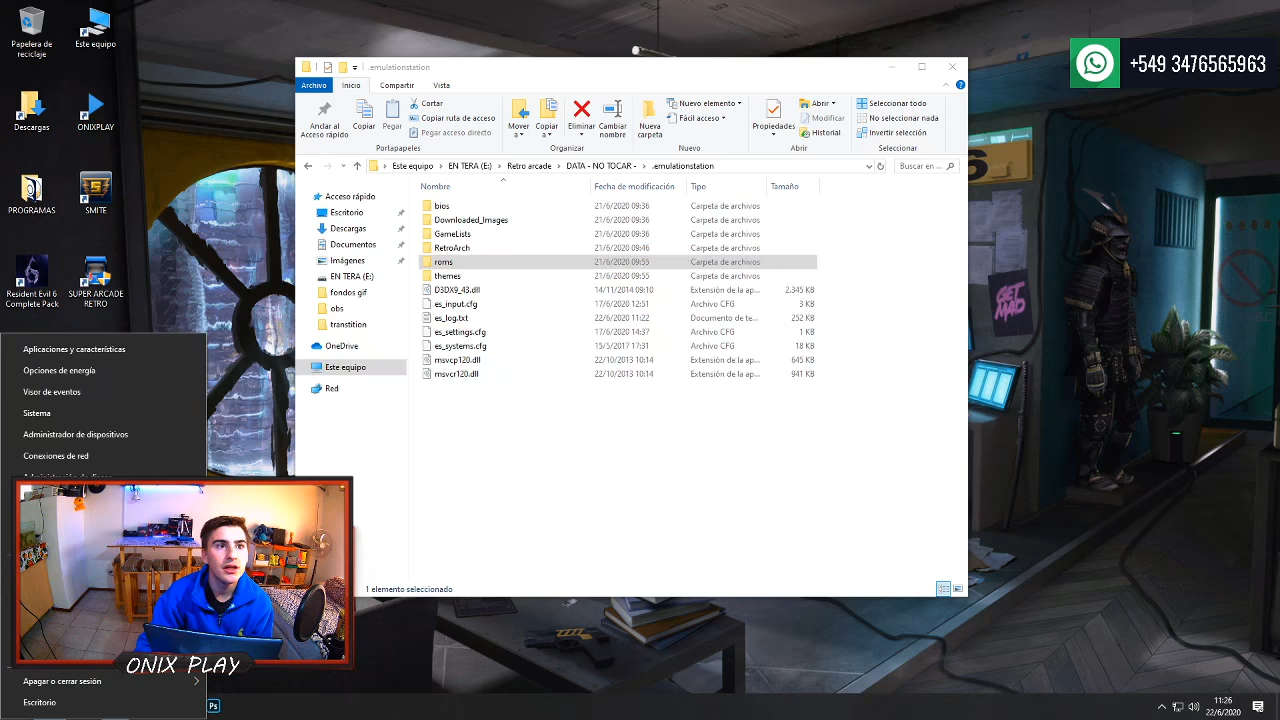 Papelera de reciclaje
Este equipo
Descargas
ONIXPLAY
PROGRAMAS
SMITE
Resident Evil 6 Complete Pack
SUPER ARCADE RETRO
+549 3476565963
.emulationstation
Archivo
Inicio
Compartir
Vista
Andar al Acceso rápido
Copiar
Pegar
Cortar
Copiar ruta de acceso
Pegar acceso directo
Portapapeles
Mover a
Copiar a
Eliminar
Cambiar nombre
Organizar
Nueva carpeta
Nuevo elemento
Fácil acceso
Nuevo
Propiedades
Abrir
Modificar
Historial
Abrir
Seleccionar todo
No seleccionar nada
Invertir selección
Seleccionar
Este equipo > EN TERA (E:) > Retro arcade > DATA - NO TOCAR - > .emulationstation
Buscar en ...
Nombre Fecha de modificación Tipo Tamaño
Acceso rápido
Escritorio
Descargas
Documentos
Imágenes
EN TERA (E:)
fondos gif
obs
transtition
OneDrive
Este equipo
Red
bios 21/6/2020 09:36 Carpeta de archivos
Downloaded_Images 21/6/2020 09:36 Carpeta de archivos
GameLists 21/6/2020 09:36 Carpeta de archivos
RetroArch 21/6/2020 09:46 Carpeta de archivos
roms 21/6/2020 09:55 Carpeta de archivos
themes 21/6/2020 09:55 Carpeta de archivos
D3DX9_43.dll 14/11/2014 09:10 Extensión de la ap... 2.345 KB
es_input.cfg 17/6/2020 12:51 Archivo CFG 3 KB
es_log.txt 22/6/2020 11:22 Documento de te... 252 KB
es_settings.cfg 17/6/2020 14:37 Archivo CFG 1 KB
es_systems.cfg 15/5/2017 17:31 Archivo CFG 18 KB
msvcp120.dll 22/10/2013 10:14 Extensión de la ap... 645 KB
msvcr120.dll 22/10/2013 10:14 Extensión de la ap... 941 KB
1 elemento seleccionado
GET MAD
Aplicaciones y características
Opciones de energía
Visor de eventos
Sistema
Administrador de dispositivos
Conexiones de red
ONIX PLAY
Apagar o cerrar sesión
Escritorio
Ps
11:26
22/6/2020